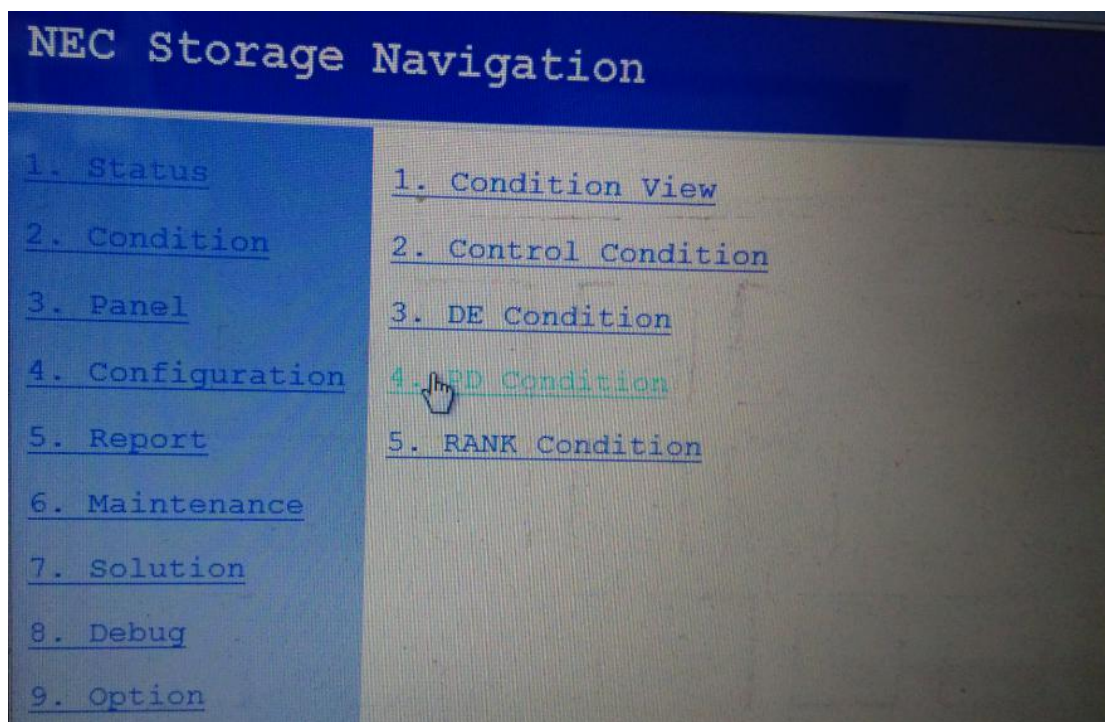 NEC Storage Navigation
1. Status
2. Condition
3. Panel
4. Configuration
5. Report
6. Maintenance
7. Solution
8. Debug
9. Option
1. Condition View
2. Control Condition
3. DE Condition
4. PD Condition
5. RANK Condition